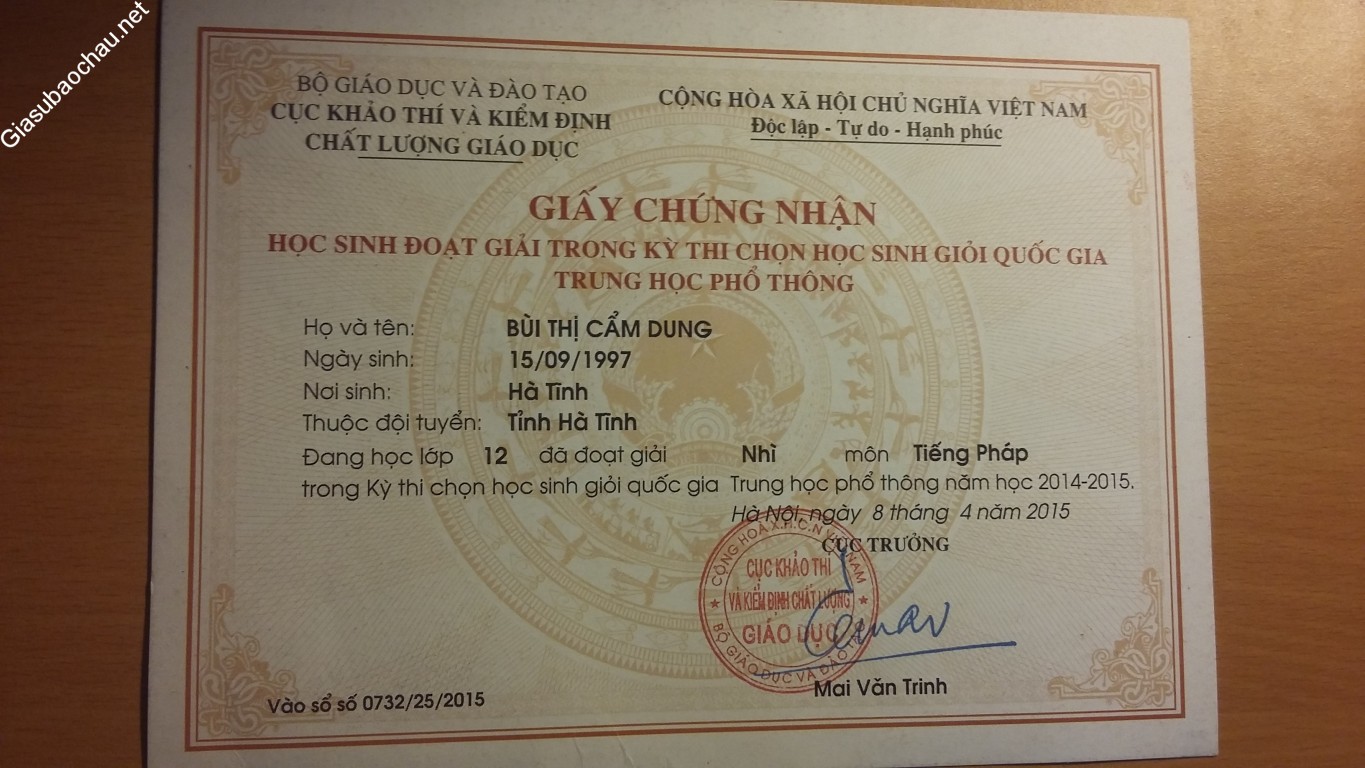 Giasubaochau.net
BỘ GIÁO DỤC VÀ ĐÀO TẠO
CỤC KHẢO THÍ VÀ KIỂM ĐỊNH
CHẤT LƯỢNG GIÁO DỤC
CỘNG HÒA XÃ HỘI CHỦ NGHĨA VIỆT NAM
Độc lập - Tự do - Hạnh phúc
GIẤY CHỨNG NHẬN
HỌC SINH ĐOẠT GIẢI TRONG KỲ THI CHỌN HỌC SINH GIỎI QUỐC GIA
TRUNG HỌC PHỔ THÔNG
Họ và tên: BÙI THỊ CẨM DUNG
Ngày sinh: 15/09/1997
Nơi sinh: Hà Tĩnh
Thuộc đội tuyển: Tỉnh Hà Tĩnh
Đang học lớp 12 đã đoạt giải Nhì môn Tiếng Pháp
trong Kỳ thi chọn học sinh giỏi quốc gia Trung học phổ thông năm học 2014-2015.
Hà Nội, ngày 8 tháng 4 năm 2015
CỤC TRƯỞNG
CỘNG HOÀ X.H.C.N VIỆT NAM
CỤC KHẢO THÍ
VÀ KIỂM ĐỊNH CHẤT LƯỢNG
GIÁO DỤC
BỘ GIÁO DỤC VÀ ĐÀO TẠO
Mai Văn Trinh
Vào sổ số 0732/25/2015